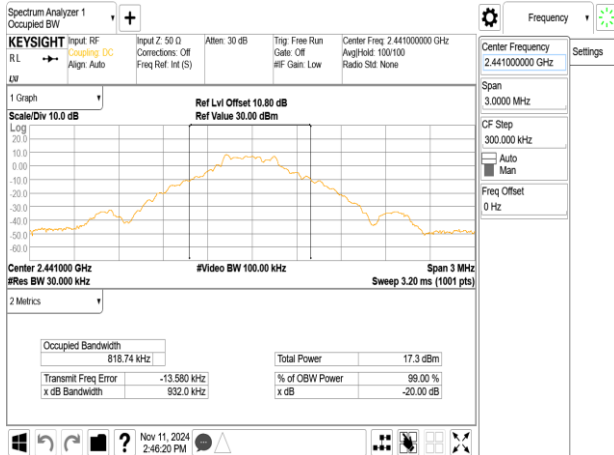 Spectrum Analyzer 1
Occupied BW
+
Frequency
KEYSIGHT
RL
Input: RF
Coupling: DC
Align: Auto
Input Z: 50 Ω
Corrections: Off
Freq Ref: Int (S)
Atten: 30 dB
Trig: Free Run
Gate: Off
#IF Gain: Low
Center Freq: 2.441000000 GHz
Avg|Hold: 100/100
Radio Std: None
Center Frequency
2.441000000 GHz
Settings
Span
3.0000 MHz
CF Step
300.000 kHz
Auto
Man
Freq Offset
0 Hz
1 Graph
Scale/Div 10.0 dB
Ref Lvl Offset 10.80 dB
Ref Value 30.00 dBm
Log
20.0
10.0
0.00
-10.0
-20.0
-30.0
-40.0
-50.0
-60.0
Center 2.441000 GHz
#Res BW 30.000 kHz
#Video BW 100.00 kHz
Span 3 MHz
Sweep 3.20 ms (1001 pts)
2 Metrics
Occupied Bandwidth
818.74 kHz
Total Power 17.3 dBm
Transmit Freq Error -13.580 kHz
% of OBW Power 99.00 %
x dB Bandwidth 932.0 kHz
x dB -20.00 dB
?
Nov 11, 2024
2:46:20 PM